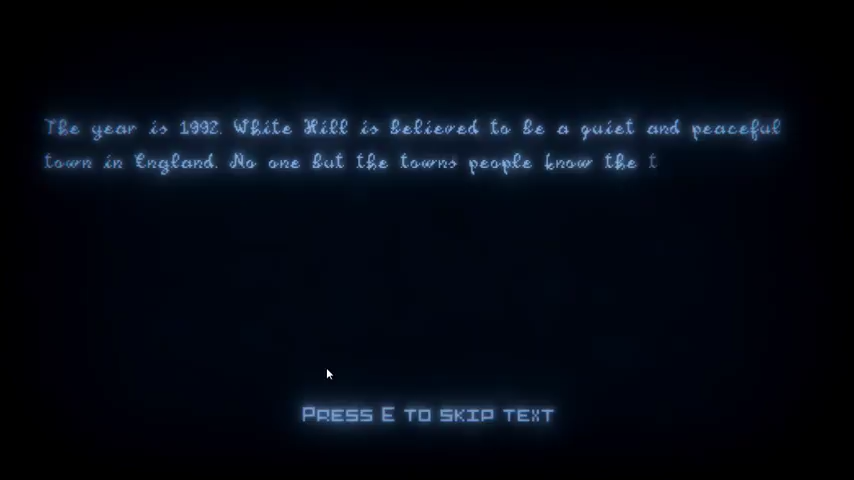 The year is 1992. White Hill is believed to be a quiet and peaceful
town in England. No one but the towns people know the t
Press E to skip text